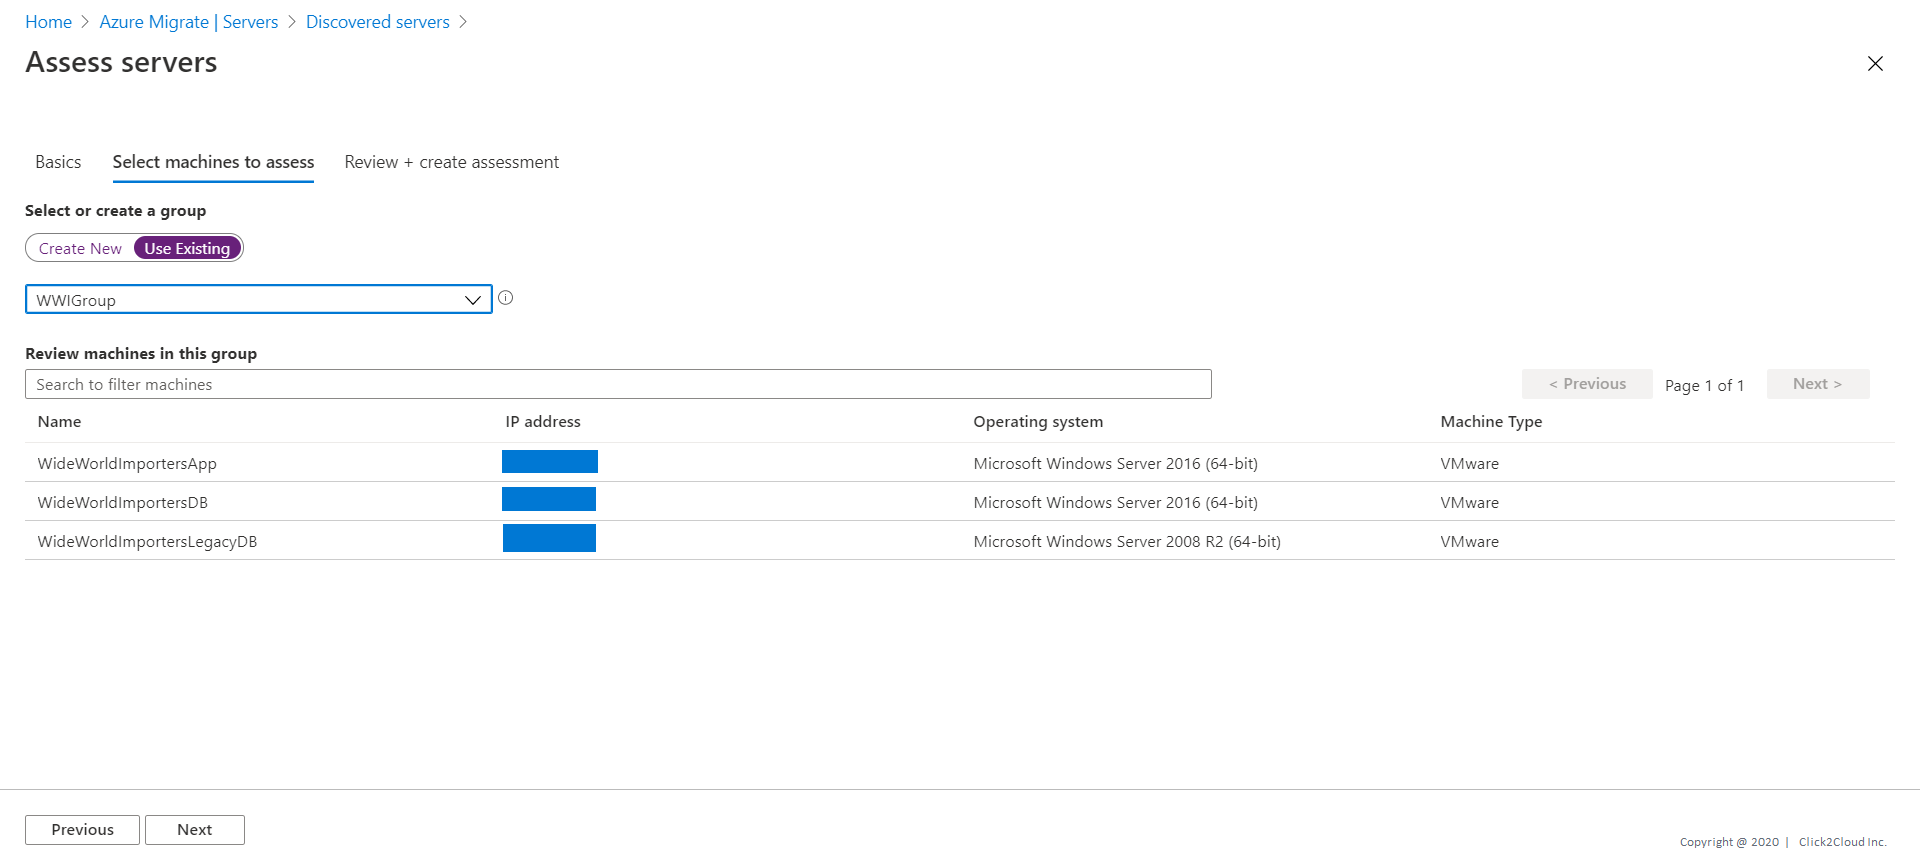 Home > Azure Migrate | Servers > Discovered servers >
Assess servers
Basics Select machines to assess Review + create assessment
Select or create a group
Create New Use Existing
WWIGroup
Review machines in this group
Search to filter machines < Previous Page 1 of 1 Next >
Name IP address Operating system Machine Type
WideWorldImportersApp Microsoft Windows Server 2016 (64-bit) VMware
WideWorldImportersDB Microsoft Windows Server 2016 (64-bit) VMware
WideWorldImportersLegacyDB Microsoft Windows Server 2008 R2 (64-bit) VMware
Previous Next
Copyright @ 2020 | Click2Cloud Inc.